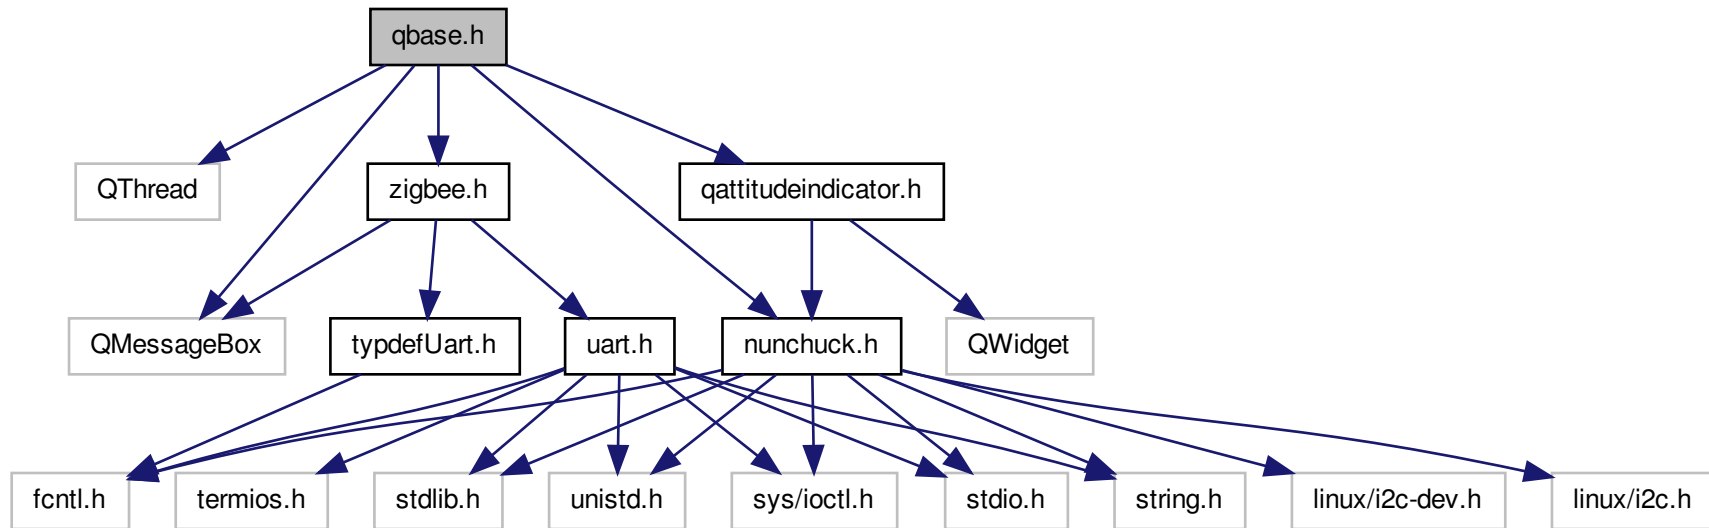 qbase.h
QThread
zigbee.h
qattitudeindicator.h
QMessageBox
typdefUart.h
uart.h
nunchuck.h
QWidget
fcntl.h
termios.h
stdlib.h
unistd.h
sys/ioctl.h
stdio.h
string.h
linux/i2c-dev.h
linux/i2c.h